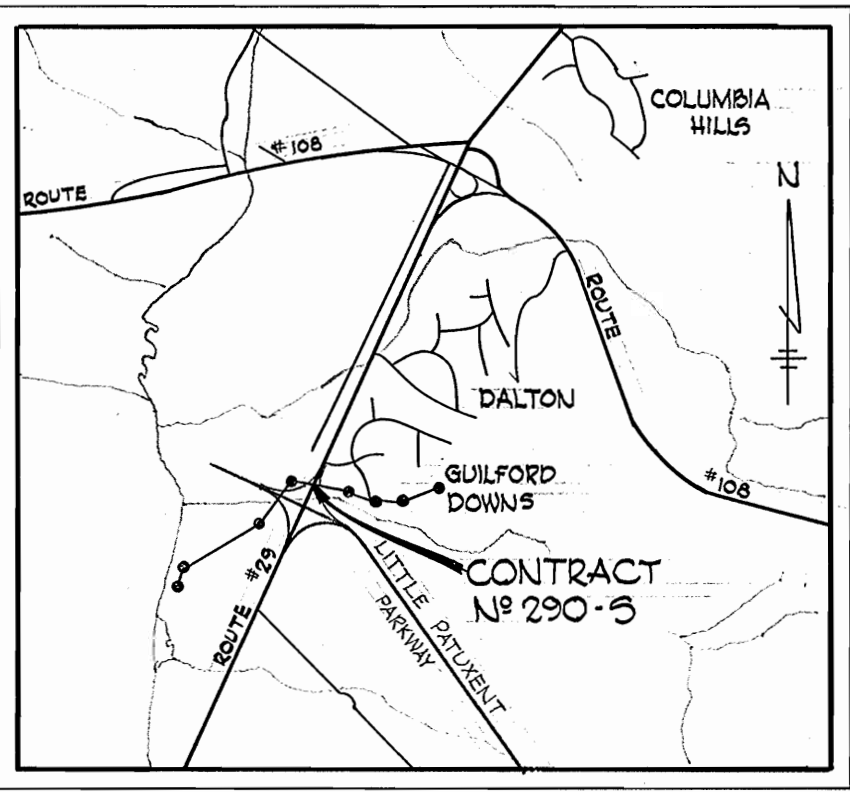 COLUMBIA
HILLS
#108
ROUTE
N
ROUTE
DALTON
GUILFORD
DOWNS
#108
CONTRACT
Nº 290-S
ROUTE #29
LITTLE PATUXENT
PARKWAY